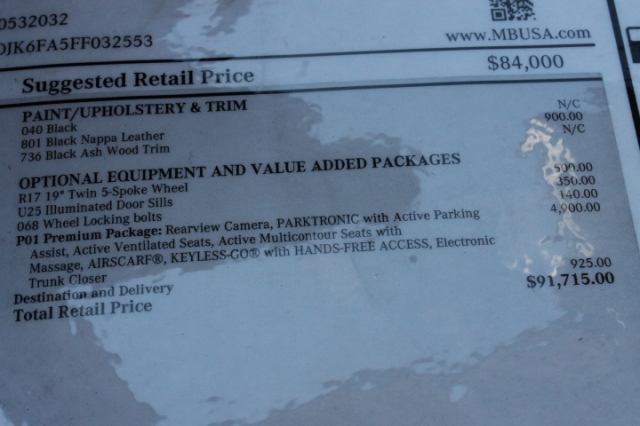 0532032
DJK6FA5FF032553
www.MBUSA.com
Suggested Retail Price $84,000
PAINT/UPHOLSTERY & TRIM
040 Black N/C
801 Black Nappa Leather 900.00
736 Black Ash Wood Trim N/C
OPTIONAL EQUIPMENT AND VALUE ADDED PACKAGES
R17 19" Twin 5-Spoke Wheel 500.00
U25 Illuminated Door Sills 350.00
068 Wheel Locking bolts 140.00
P01 Premium Package: Rearview Camera, PARKTRONIC with Active Parking 4,900.00
Assist, Active Ventilated Seats, Active Multicontour Seats with
Massage, AIRSCARF®, KEYLESS-GO® with HANDS-FREE ACCESS, Electronic
Trunk Closer
Destination and Delivery 925.00
Total Retail Price $91,715.00